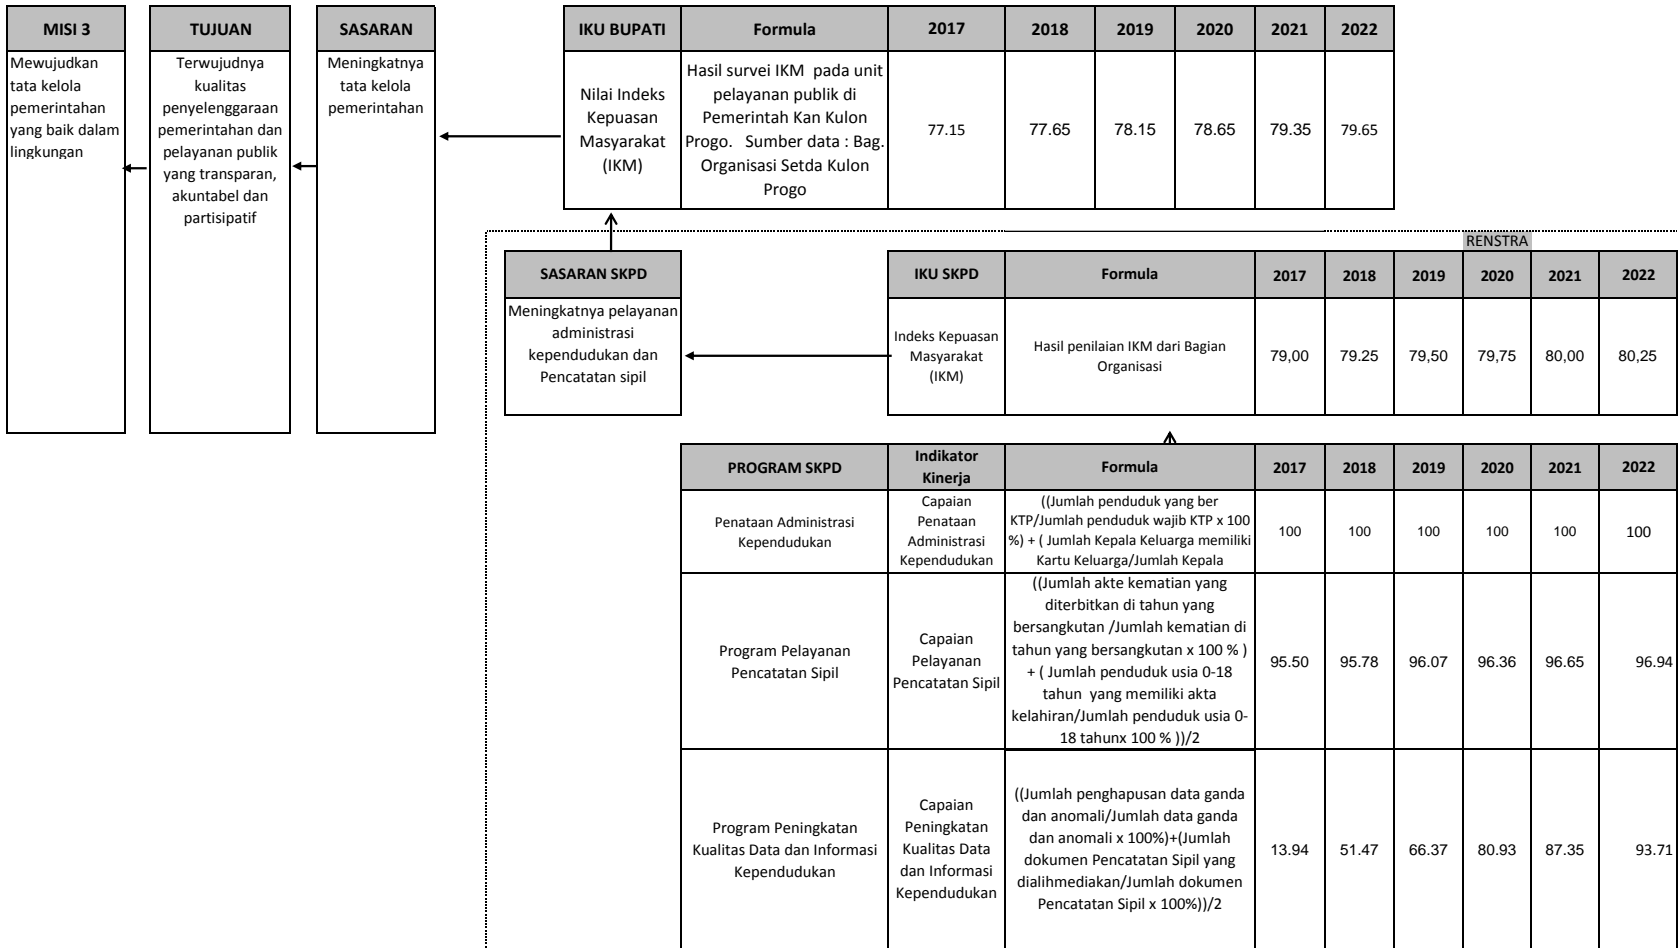 MISI 3
Mewujudkan
tata kelola
pemerintahan
yang baik dalam
lingkungan
TUJUAN
Terwujudnya
kualitas
penyelenggaraan
pemerintahan dan
pelayanan publik
yang transparan,
akuntabel dan
partisipatif
SASARAN
Meningkatnya
tata kelola
pemerintahan
IKU BUPATI Formula 2017 2018 2019 2020 2021 2022
Nilai Indeks
Kepuasan
Masyarakat
(IKM)
Hasil survei IKM pada unit
pelayanan publik di
Pemerintah Kan Kulon
Progo. Sumber data : Bag.
Organisasi Setda Kulon
Progo
77.15 77.65 78.15 78.65 79.35 79.65
RENSTRA
SASARAN SKPD
Meningkatnya pelayanan
administrasi
kependudukan dan
Pencatatan sipil
IKU SKPD Formula 2017 2018 2019 2020 2021 2022
Indeks Kepuasan
Masyarakat
(IKM)
Hasil penilaian IKM dari Bagian
Organisasi
79,00 79.25 79,50 79,75 80,00 80,25
PROGRAM SKPD
Indikator
Kinerja
Formula 2017 2018 2019 2020 2021 2022
Penataan Administrasi
Kependudukan
Capaian
Penataan
Administrasi
Kependudukan
((Jumlah penduduk yang ber
KTP/Jumlah penduduk wajib KTP x 100
%) + ( Jumlah Kepala Keluarga memiliki
Kartu Keluarga/Jumlah Kepala
100 100 100 100 100 100
Program Pelayanan
Pencatatan Sipil
Capaian
Pelayanan
Pencatatan Sipil
((Jumlah akte kematian yang
diterbitkan di tahun yang
bersangkutan /Jumlah kematian di
tahun yang bersangkutan x 100 % )
+ ( Jumlah penduduk usia 0-18
tahun yang memiliki akta
kelahiran/Jumlah penduduk usia 0-
18 tahunx 100 % ))/2
95.50 95.78 96.07 96.36 96.65 96.94
Program Peningkatan
Kualitas Data dan Informasi
Kependudukan
Capaian
Peningkatan
Kualitas Data
dan Informasi
Kependudukan
((Jumlah penghapusan data ganda
dan anomali/Jumlah data ganda
dan anomali x 100%)+(Jumlah
dokumen Pencatatan Sipil yang
dialihmediakan/Jumlah dokumen
Pencatatan Sipil x 100%))/2
13.94 51.47 66.37 80.93 87.35 93.71